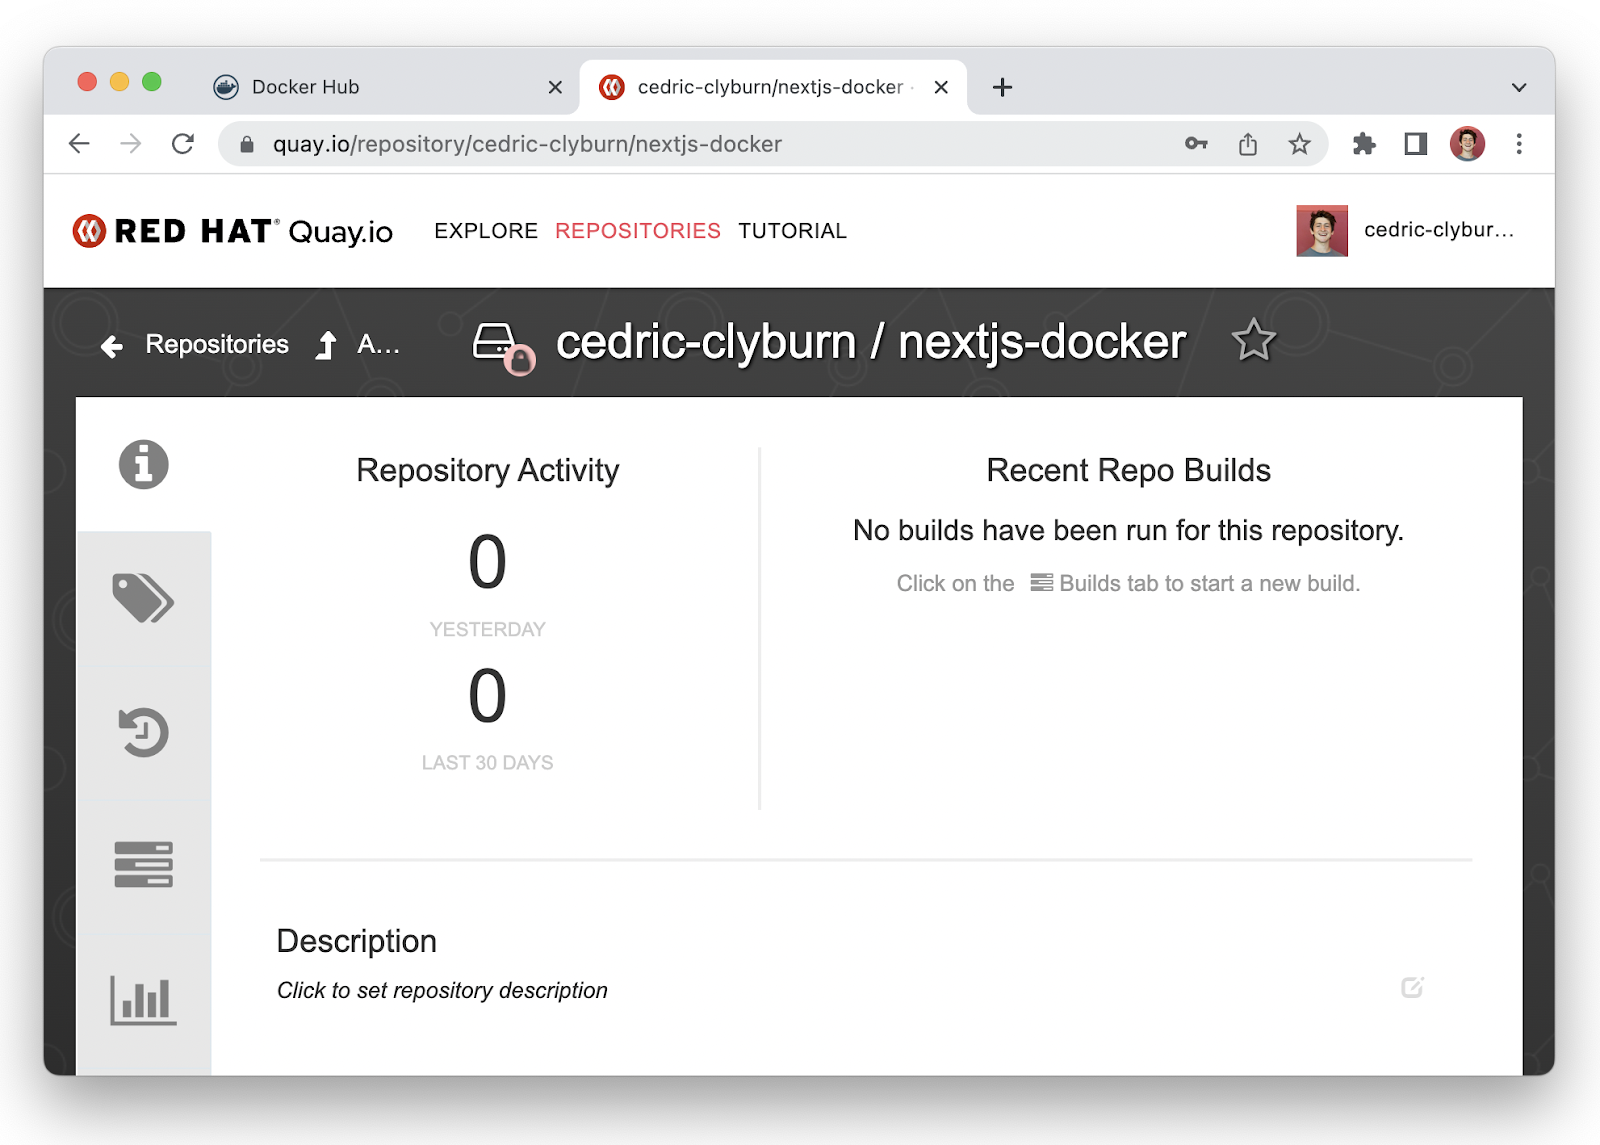 Docker Hub
cedric-clyburn/nextjs-docker ·
quay.io/repository/cedric-clyburn/nextjs-docker
RED HAT® Quay.io
EXPLORE REPOSITORIES TUTORIAL
cedric-clybur...
Repositories
A...
cedric-clyburn / nextjs-docker
Repository Activity
0
YESTERDAY
0
LAST 30 DAYS
Recent Repo Builds
No builds have been run for this repository.
Click on the Builds tab to start a new build.
Description
Click to set repository description